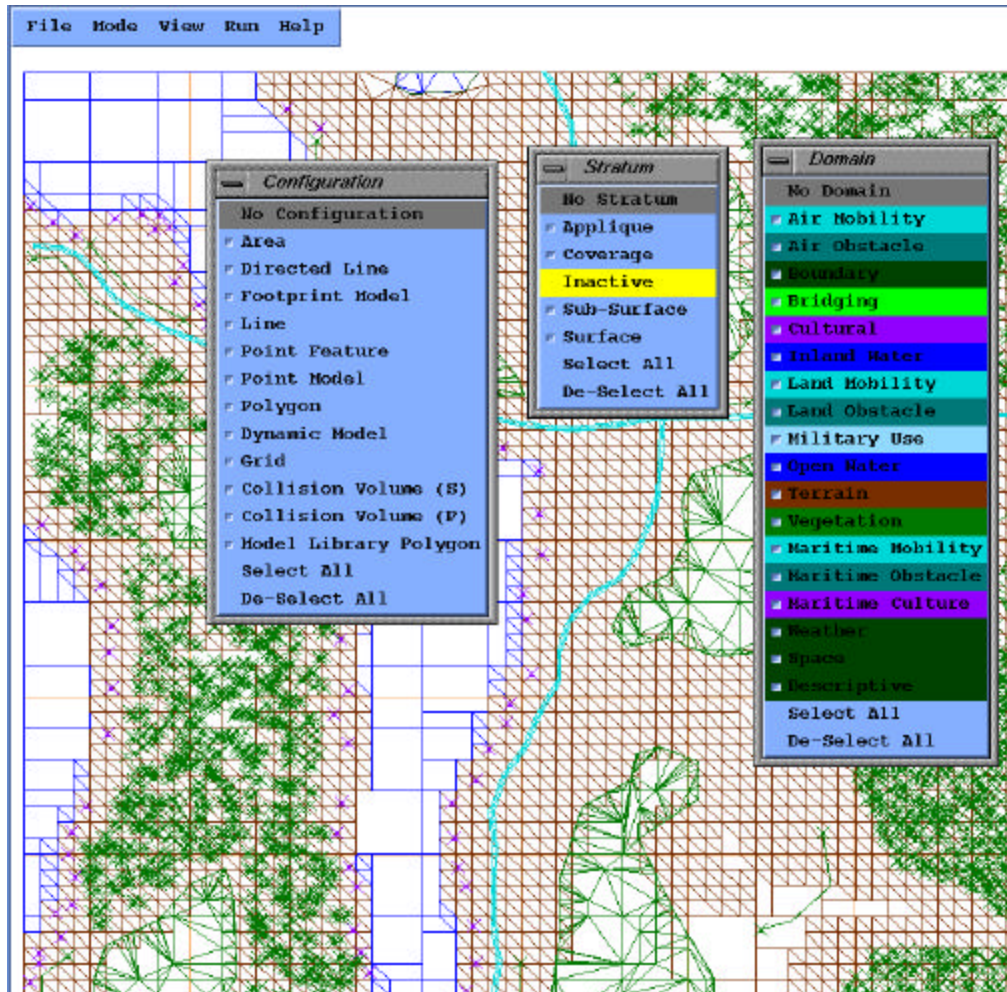 File Mode View Run Help
Configuration
No Configuration
Area
Directed Line
Footprint Model
Line
Point Feature
Point Model
Polygon
Dynamic Model
Grid
Collision Volume (S)
Collision Volume (P)
Model Library Polygon
Select All
De-Select All
Stratum
No Stratum
Applique
Coverage
Inactive
Sub-Surface
Surface
Select All
De-Select All
Domain
No Domain
Air Mobility
Air Obstacle
Boundary
Bridging
Cultural
Inland Water
Land Mobility
Land Obstacle
Military Use
Open Water
Terrain
Vegetation
Maritime Mobility
Maritime Obstacle
Maritime Culture
Weather
Space
Descriptive
Select All
De-Select All